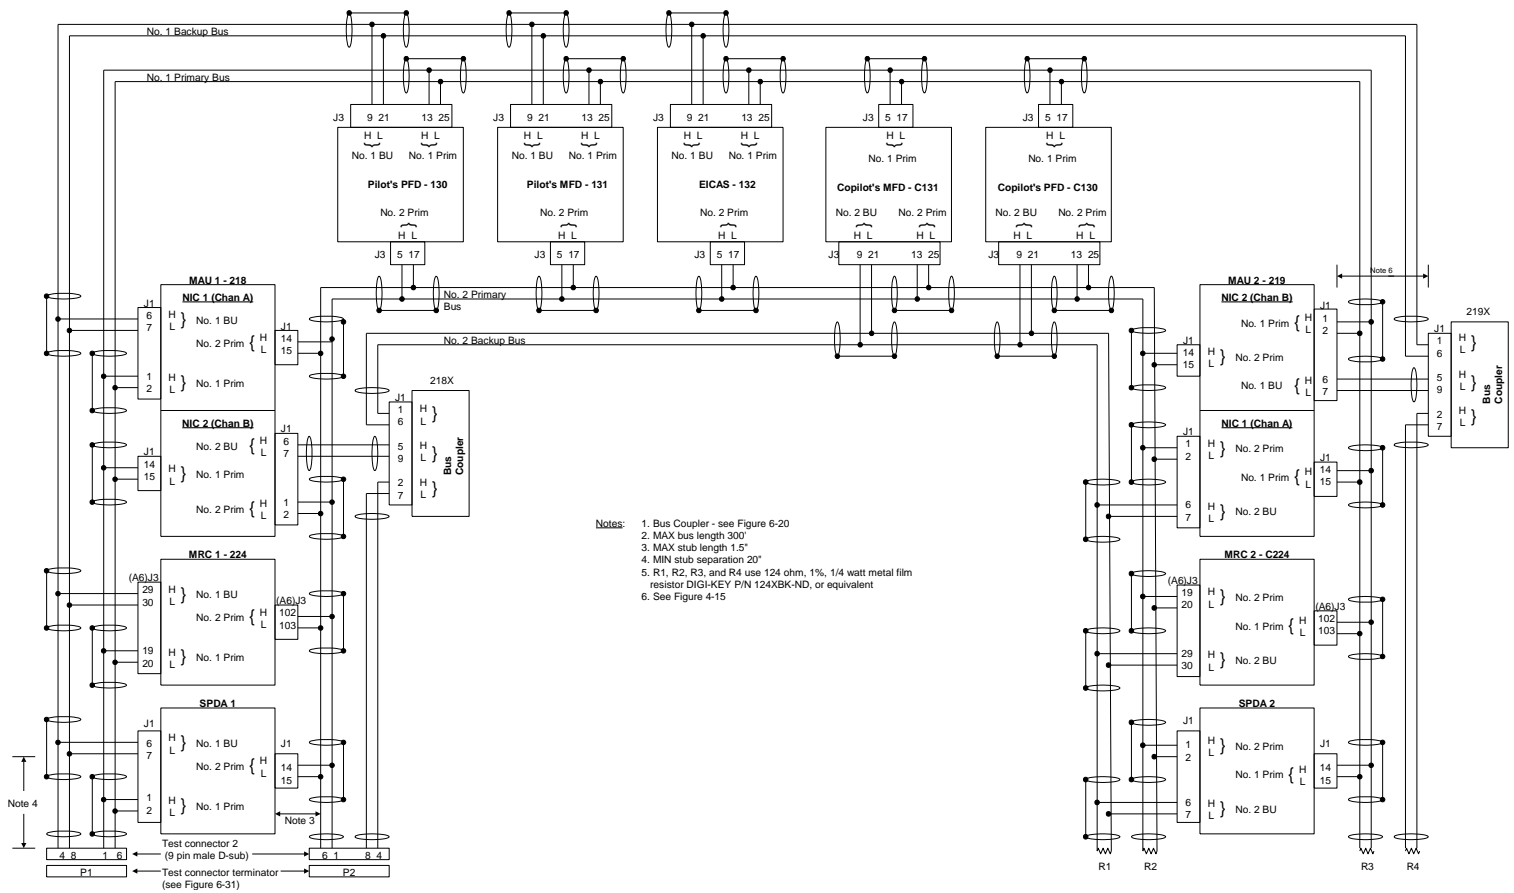 No. 1 Backup Bus
No. 1 Primary Bus
J3 9 21 13 25
H L H L
No. 1 BU No. 1 Prim
Pilot's PFD - 130
No. 2 Prim
H L
J3 5 17
J3 9 21 13 25
H L H L
No. 1 BU No. 1 Prim
Pilot's MFD - 131
No. 2 Prim
H L
J3 5 17
J3 9 21 13 25
H L H L
No. 1 BU No. 1 Prim
EICAS - 132
No. 2 Prim
H L
J3 5 17
J3 5 17
H L
No. 1 Prim
Copilot's MFD - C131
No. 2 BU No. 2 Prim
H L H L
J3 9 21 13 25
J3 5 17
H L
No. 1 Prim
Copilot's PFD - C130
No. 2 BU No. 2 Prim
H L H L
J3 9 21 13 25
No. 2 Primary
Bus
No. 2 Backup Bus
MAU 1 - 218
NIC 1 (Chan A)
J1
6 H } No. 1 BU
7 L
J1
No. 2 Prim { H 14
L 15
1 H } No. 1 Prim
2 L
NIC 2 (Chan B)
J1
No. 2 BU { H 6
L 7
J1
14 H } No. 1 Prim
15 L
No. 2 Prim { H 1
L 2
218X
J1
1 H }
6 L
5 H }
9 L
2 H }
7 L
Bus
Coupler
MRC 1 - 224
(A6)J3
29 H } No. 1 BU
30 L
(A6)J3
No. 2 Prim { H 102
L 103
19 H } No. 1 Prim
20 L
SPDA 1
J1
6 H } No. 1 BU
7 L
J1
No. 2 Prim { H 14
L 15
1 H } No. 1 Prim
2 L
Note 4
Note 3
4 8 1 6
Test connector 2
(9 pin male D-sub)
6 1 8 4
P1
Test connector terminator
(see Figure 6-31)
P2
Notes: 1. Bus Coupler - see Figure 6-20
2. MAX bus length 300'
3. MAX stub length 1.5"
4. MIN stub separation 20"
5. R1, R2, R3, and R4 use 124 ohm, 1%, 1/4 watt metal film
resistor DIGI-KEY P/N 124XBK-ND, or equivalent
6. See Figure 4-15
Note 6
MAU 2 - 219
NIC 2 (Chan B)
J1
No. 1 Prim { H 1
L 2
J1
14 H } No. 2 Prim
15 L
No. 1 BU { H 6
L 7
NIC 1 (Chan A)
J1
1 H } No. 2 Prim
2 L
J1
No. 1 Prim { H 14
L 15
6 H } No. 2 BU
7 L
219X
J1
1 H }
6 L
5 H }
9 L
2 H }
7 L
Bus
Coupler
MRC 2 - C224
(A6)J3
19 H } No. 2 Prim
20 L
(A6)J3
No. 1 Prim { H 102
L 103
29 H } No. 2 BU
30 L
SPDA 2
J1
1 H } No. 2 Prim
2 L
J1
No. 1 Prim { H 14
L 15
6 H } No. 2 BU
7 L
R1 R2 R3 R4